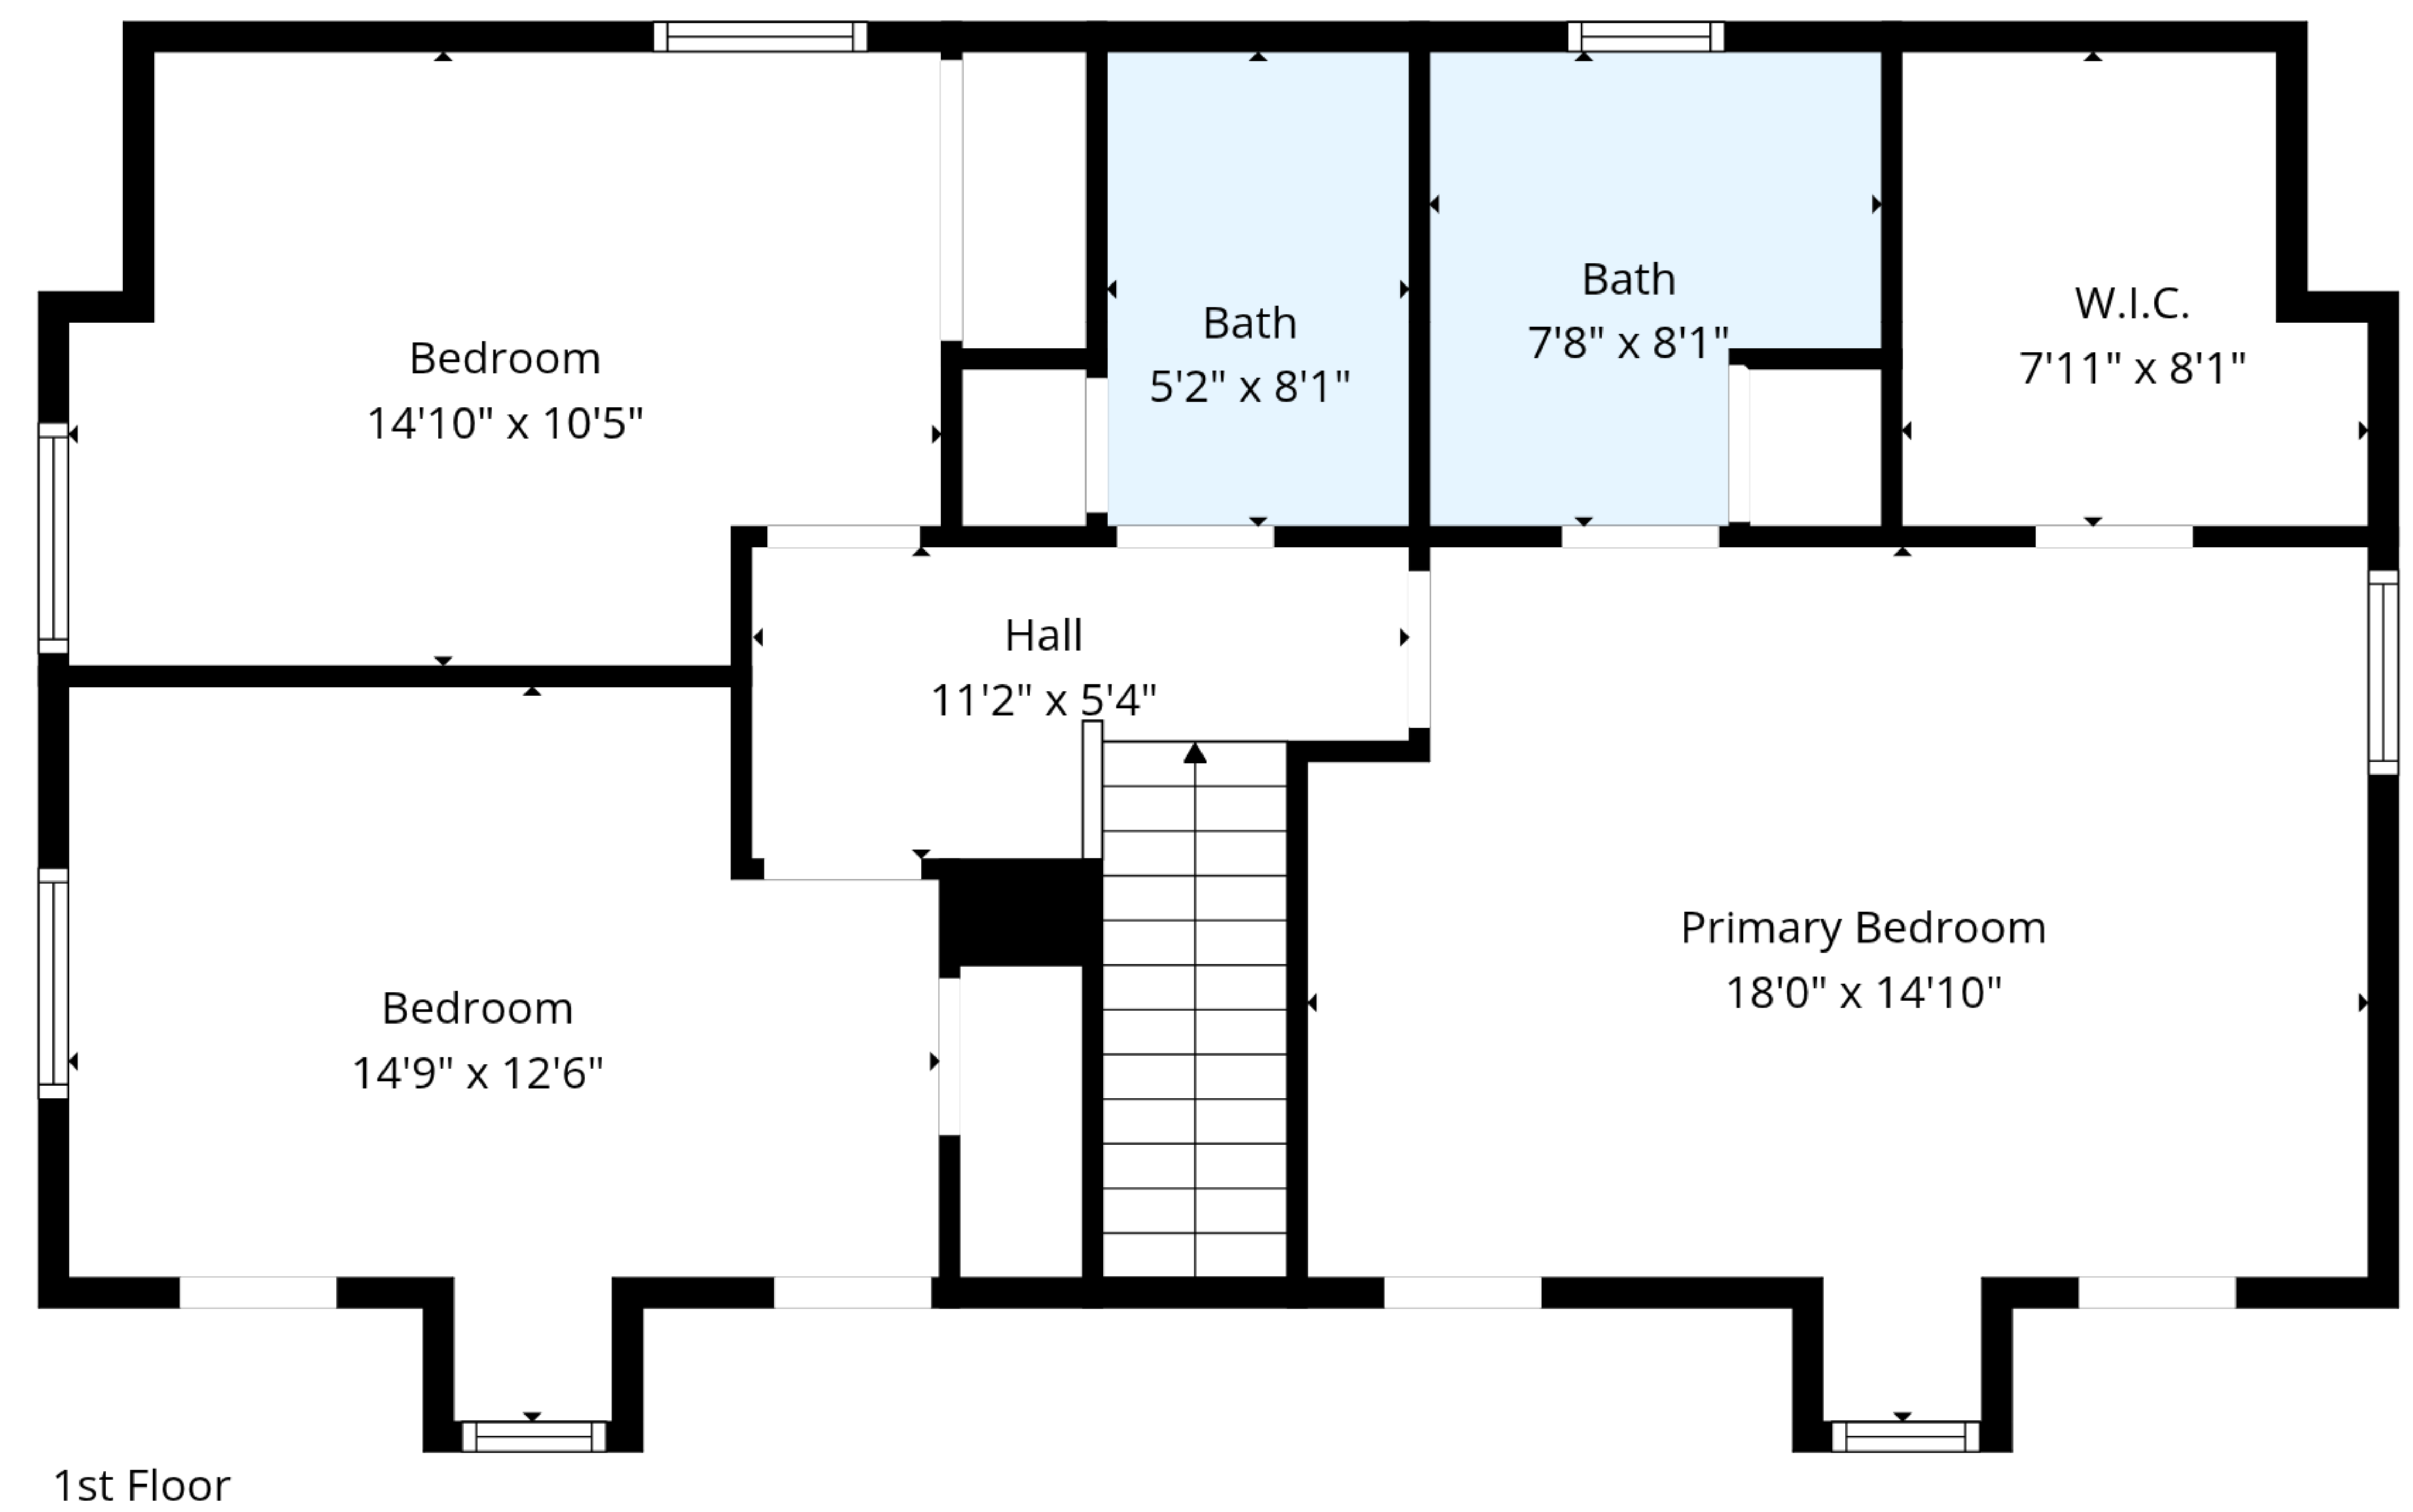 Bedroom
14'10" x 10'5"
Bath
5'2" x 8'1"
Bath
7'8" x 8'1"
W.I.C.
7'11" x 8'1"
Hall
11'2" x 5'4"
Bedroom
14'9" x 12'6"
Primary Bedroom
18'0" x 14'10"
1st Floor